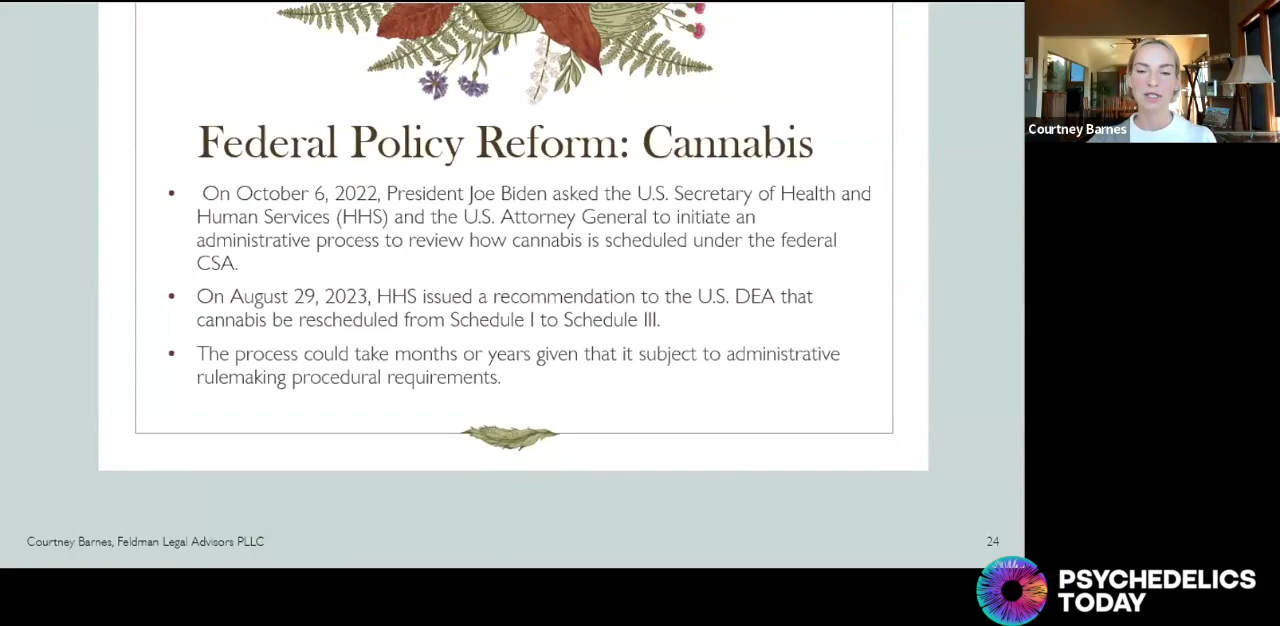 Federal Policy Reform: Cannabis
• On October 6, 2022, President Joe Biden asked the U.S. Secretary of Health and
Human Services (HHS) and the U.S. Attorney General to initiate an
administrative process to review how cannabis is scheduled under the federal
CSA.
• On August 29, 2023, HHS issued a recommendation to the U.S. DEA that
cannabis be rescheduled from Schedule I to Schedule III.
• The process could take months or years given that it subject to administrative
rulemaking procedural requirements.
Courtney Barnes, Feldman Legal Advisors PLLC
24
Courtney Barnes
PSYCHEDELICS
TODAY